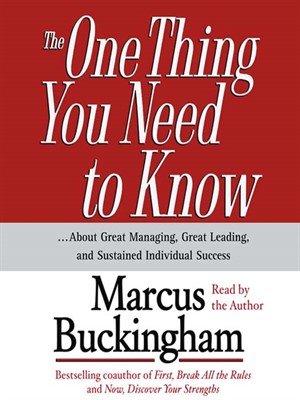 The One Thing
You Need
to Know
...About Great Managing, Great Leading,
and Sustained Individual Success
Marcus
Buckingham
Read by
the Author
Bestselling coauthor of First, Break All the Rules
and Now, Discover Your Strengths